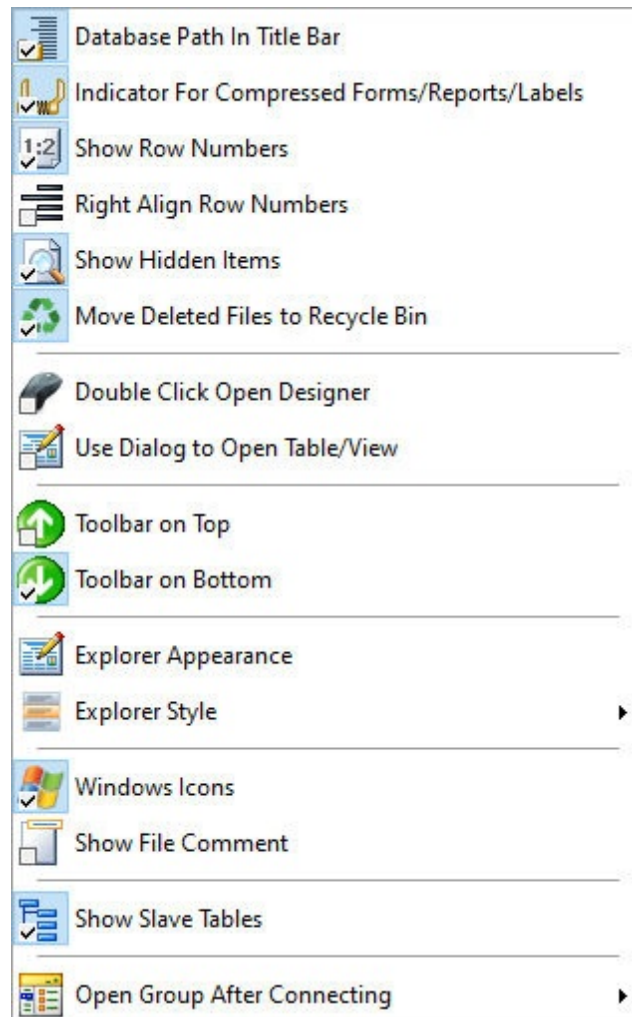 Database Path In Title Bar
Indicator For Compressed Forms/Reports/Labels
1:2 Show Row Numbers
Right Align Row Numbers
Show Hidden Items
Move Deleted Files to Recycle Bin
Double Click Open Designer
Use Dialog to Open Table/View
Toolbar on Top
Toolbar on Bottom
Explorer Appearance
Explorer Style
Windows Icons
Show File Comment
Show Slave Tables
Open Group After Connecting